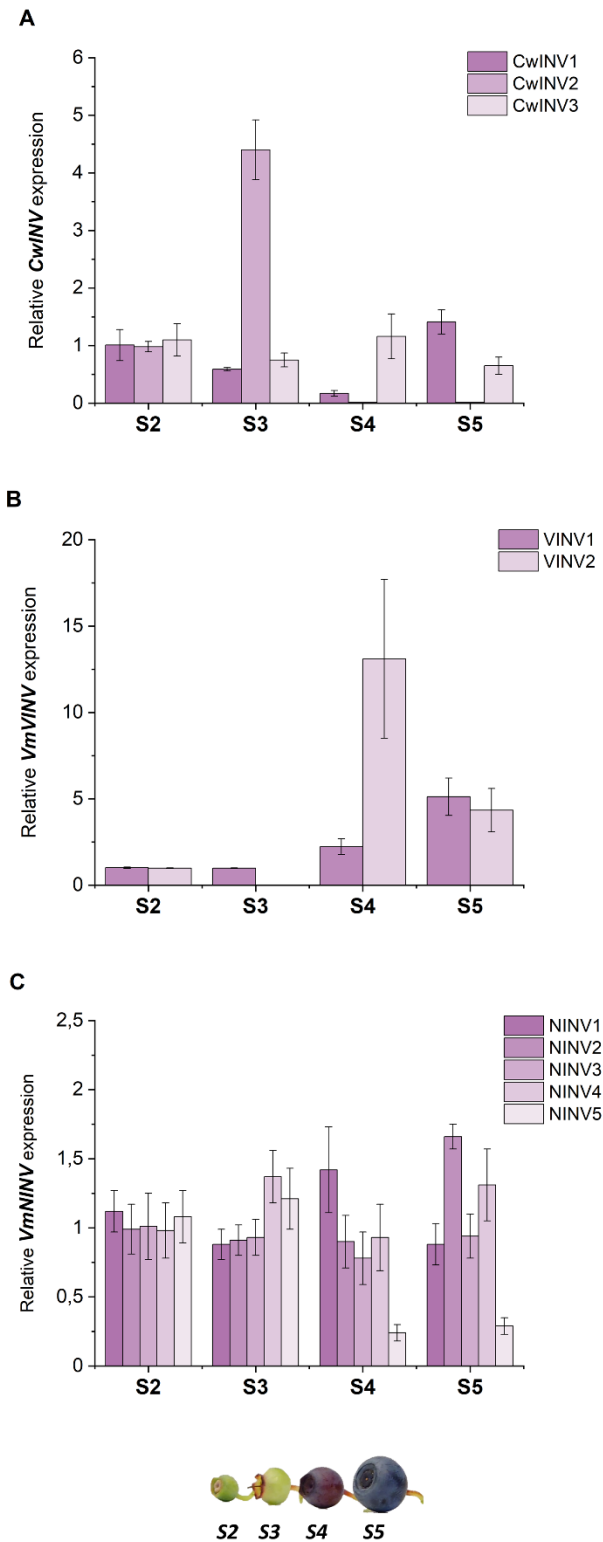 A
6
5
4
3
2
1
0
Relative CwINV expression
CwINV1
CwINV2
CwINV3
S2 S3 S4 S5
B
20
15
10
5
0
Relative VmVINV expression
VINV1
VINV2
S2 S3 S4 S5
C
2,5
2
1,5
1
0,5
0
Relative VmNINV expression
NINV1
NINV2
NINV3
NINV4
NINV5
S2 S3 S4 S5
S2 S3 S4 S5